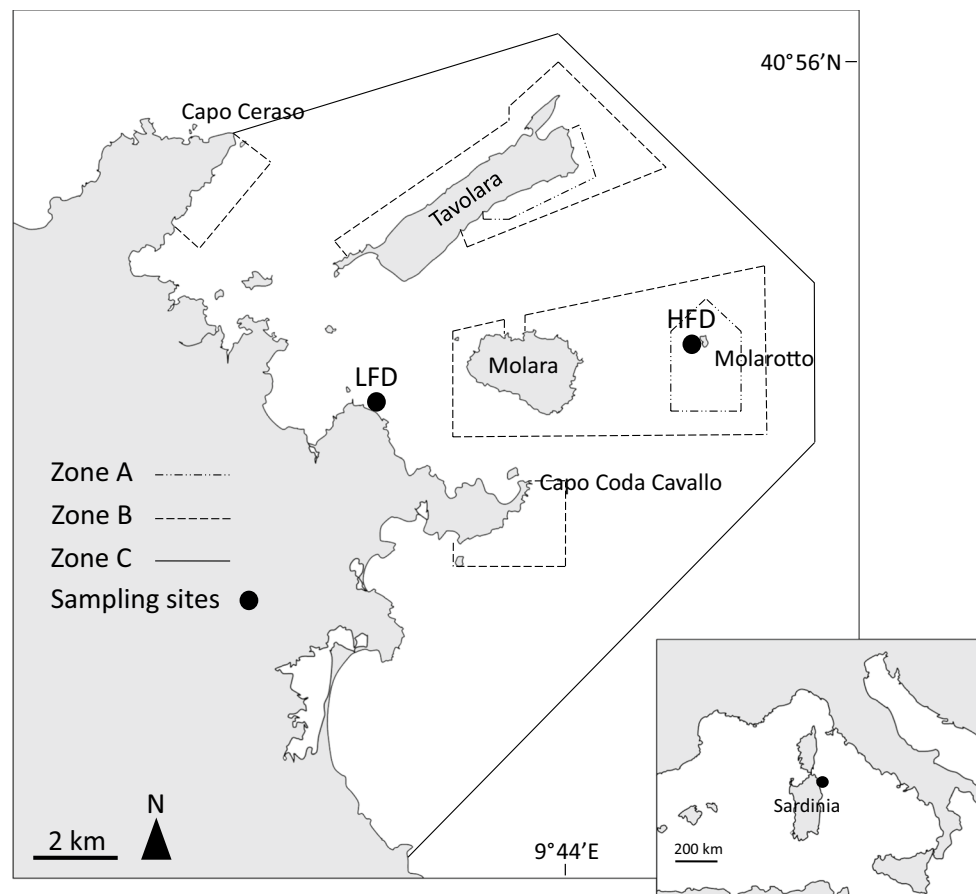 40°56’N
Capo Ceraso
Tavolara
HFD
Molarotto
Molara
LFD
Capo Coda Cavallo
Zone A
Zone B
Zone C
Sampling sites
N
2 km
9°44’E
Sardinia
200 km